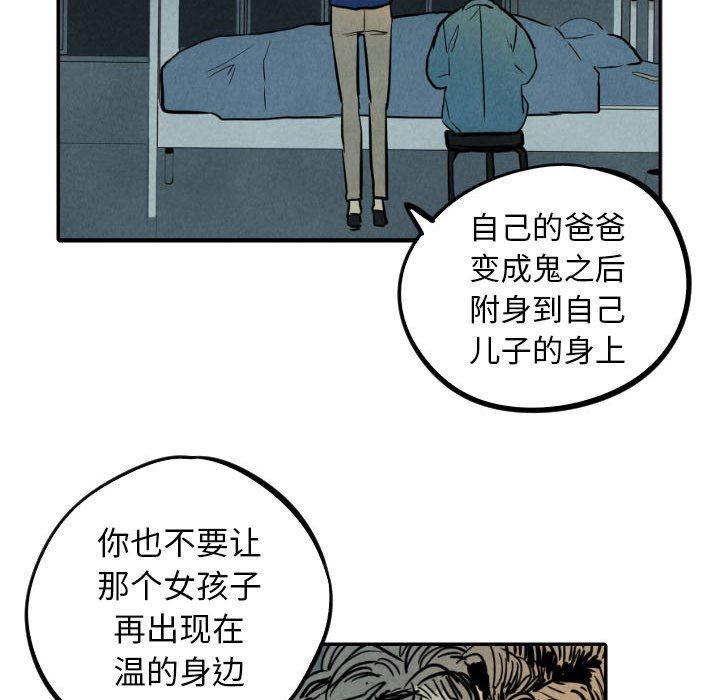 自己的爸爸
变成鬼之后
附身到自己
儿子的身上
你也不要让
那个女孩子
再出现在
温的身边